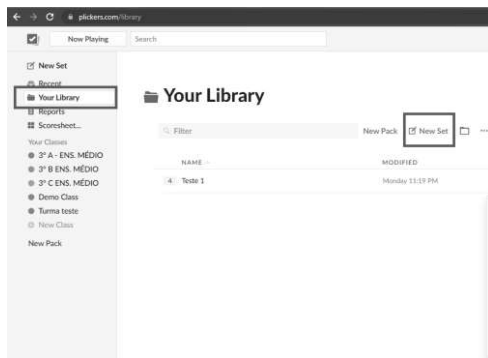 plickers.com/library
Now Playing
Search
New Set
Recent
Your Library
Reports
Scoresheet...
Your Classes
3º A - ENS. MÉDIO
3º B ENS. MÉDIO
3º C ENS. MÉDIO
Demo Class
Turma teste
New Class
New Pack
Your Library
Filter
New Pack
New Set
NAME
MODIFIED
4 Teste 1
Monday 11:19 PM